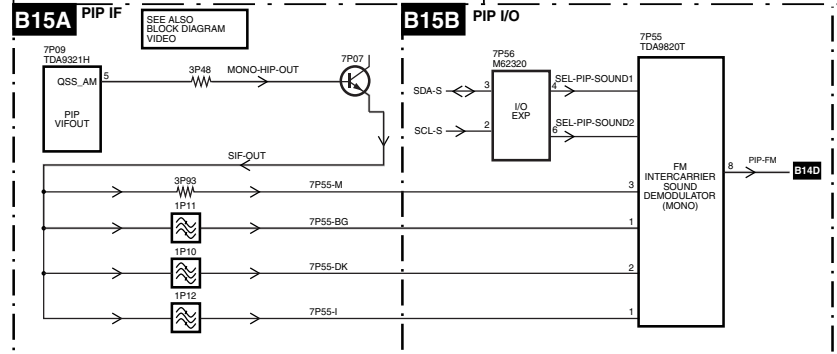 B15A PIP IF
SEE ALSO
BLOCK DIAGRAM
VIDEO
7P09
TDA9321H
QSS_AM
5
PIP
VIFOUT
3P48
MONO-HIP-OUT
7P07
SIF-OUT
3P93
7P55-M
1P11
7P55-BG
1P10
7P55-DK
1P12
7P55-I
B15B PIP I/O
7P56
M62320
SDA-S
3
SCL-S
2
I/O
EXP
4
SEL-PIP-SOUND1
6
SEL-PIP-SOUND2
7P55
TDA9820T
3
1
2
1
FM
INTERCARRIER
SOUND
DEMODULATOR
(MONO)
8
PIP-FM
B14D